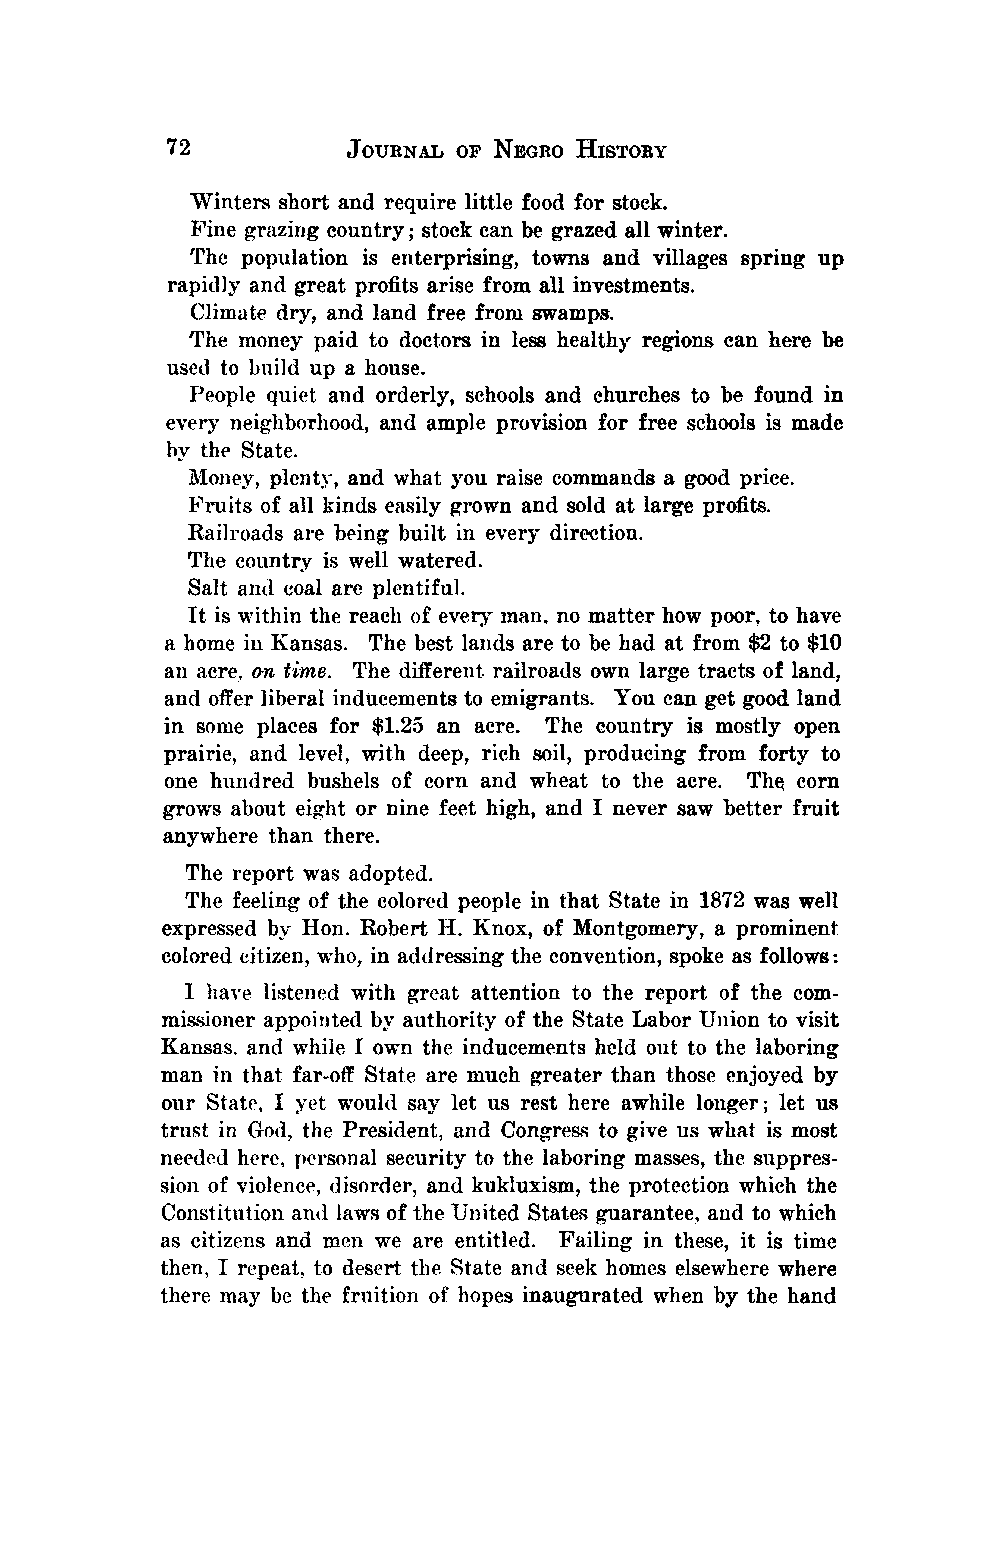 72 JOURNAL OF NEGRO HISTORY
Winters short and require little food for stock.
Fine grazing country; stock can be grazed all winter.
The population is enterprising, towns and villages spring up
rapidly and great profits arise from all investments.
Climate dry, and land free from swamps.
The money paid to doctors in less healthy regions can here be
used to build up a house.
People quiet and orderly, schools and churches to be found in
every neighborhood, and ample provision for free schools is made
by the State.
Money, plenty, and what you raise commands a good price.
Fruits of all kinds easily grown and sold at large profits.
Railroads are being built in every direction.
The country is well watered.
Salt and coal are plentiful.
It is within the reach of every man, no matter how poor, to have
a home in Kansas. The best lands are to be had at from $2 to $10
an acre, on time. The different railroads own large tracts of land,
and offer liberal inducements to emigrants. You can get good land
in some places for $1.25 an acre. The country is mostly open
prairie, and level, with deep, rich soil, producing from forty to
one hundred bushels of corn and wheat to the acre. The corn
grows about eight or nine feet high, and I never saw better fruit
anywhere than there.
The report was adopted.
The feeling of the colored people in that State in 1872 was well
expressed by Hon. Robert H. Knox, of Montgomery, a prominent
colored citizen, who, in addressing the convention, spoke as follows:
I have listened with great attention to the report of the com-
missioner appointed by authority of the State Labor Union to visit
Kansas, and while I own the inducements held out to the laboring
man in that far-off State are much greater than those enjoyed by
our State, I yet would say let us rest here awhile longer; let us
trust in God, the President, and Congress to give us what is most
needed here, personal security to the laboring masses, the suppres-
sion of violence, disorder, and kukluxism, the protection which the
Constitution and laws of the United States guarantee, and to which
as citizens and men we are entitled. Failing in these, it is time
then, I repeat, to desert the State and seek homes elsewhere where
there may be the fruition of hopes inaugurated when by the hand